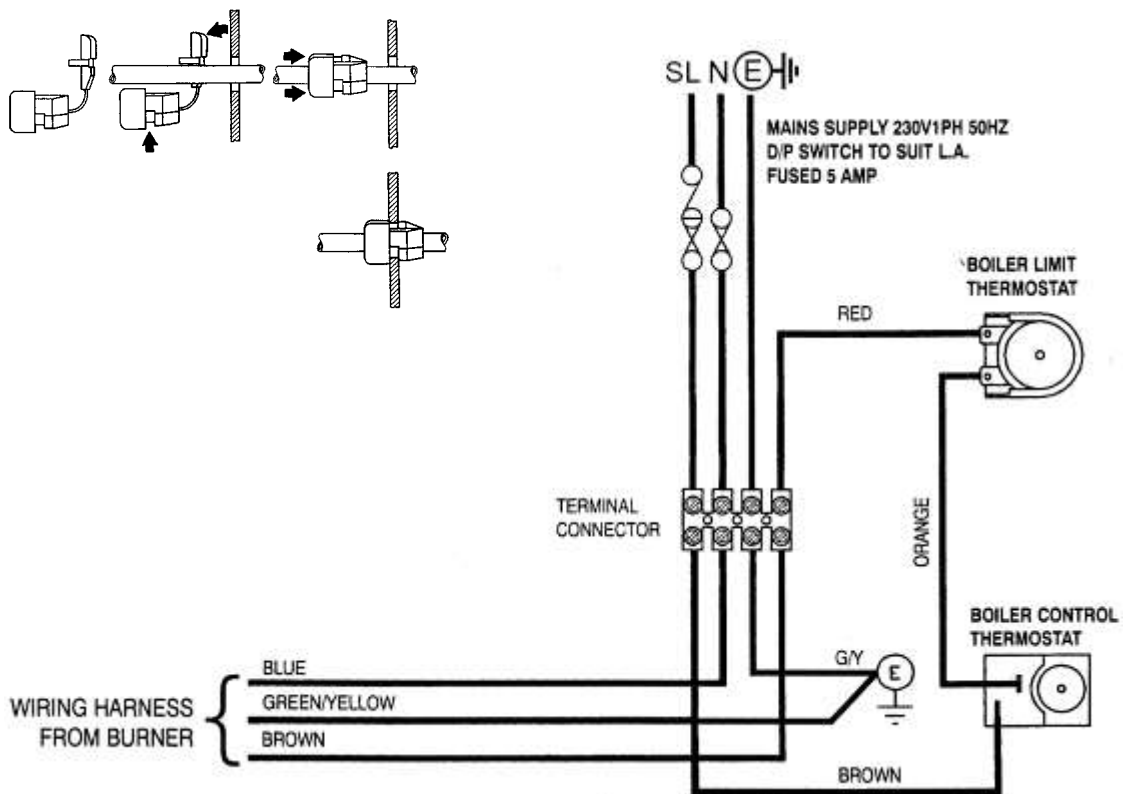 SL N E
MAINS SUPPLY 230V1PH 50HZ
D/P SWITCH TO SUIT L.A.
FUSED 5 AMP
BOILER LIMIT
THERMOSTAT
RED
TERMINAL
CONNECTOR
ORANGE
BOILER CONTROL
THERMOSTAT
G/Y
E
BLUE
GREEN/YELLOW
BROWN
WIRING HARNESS
FROM BURNER
BROWN